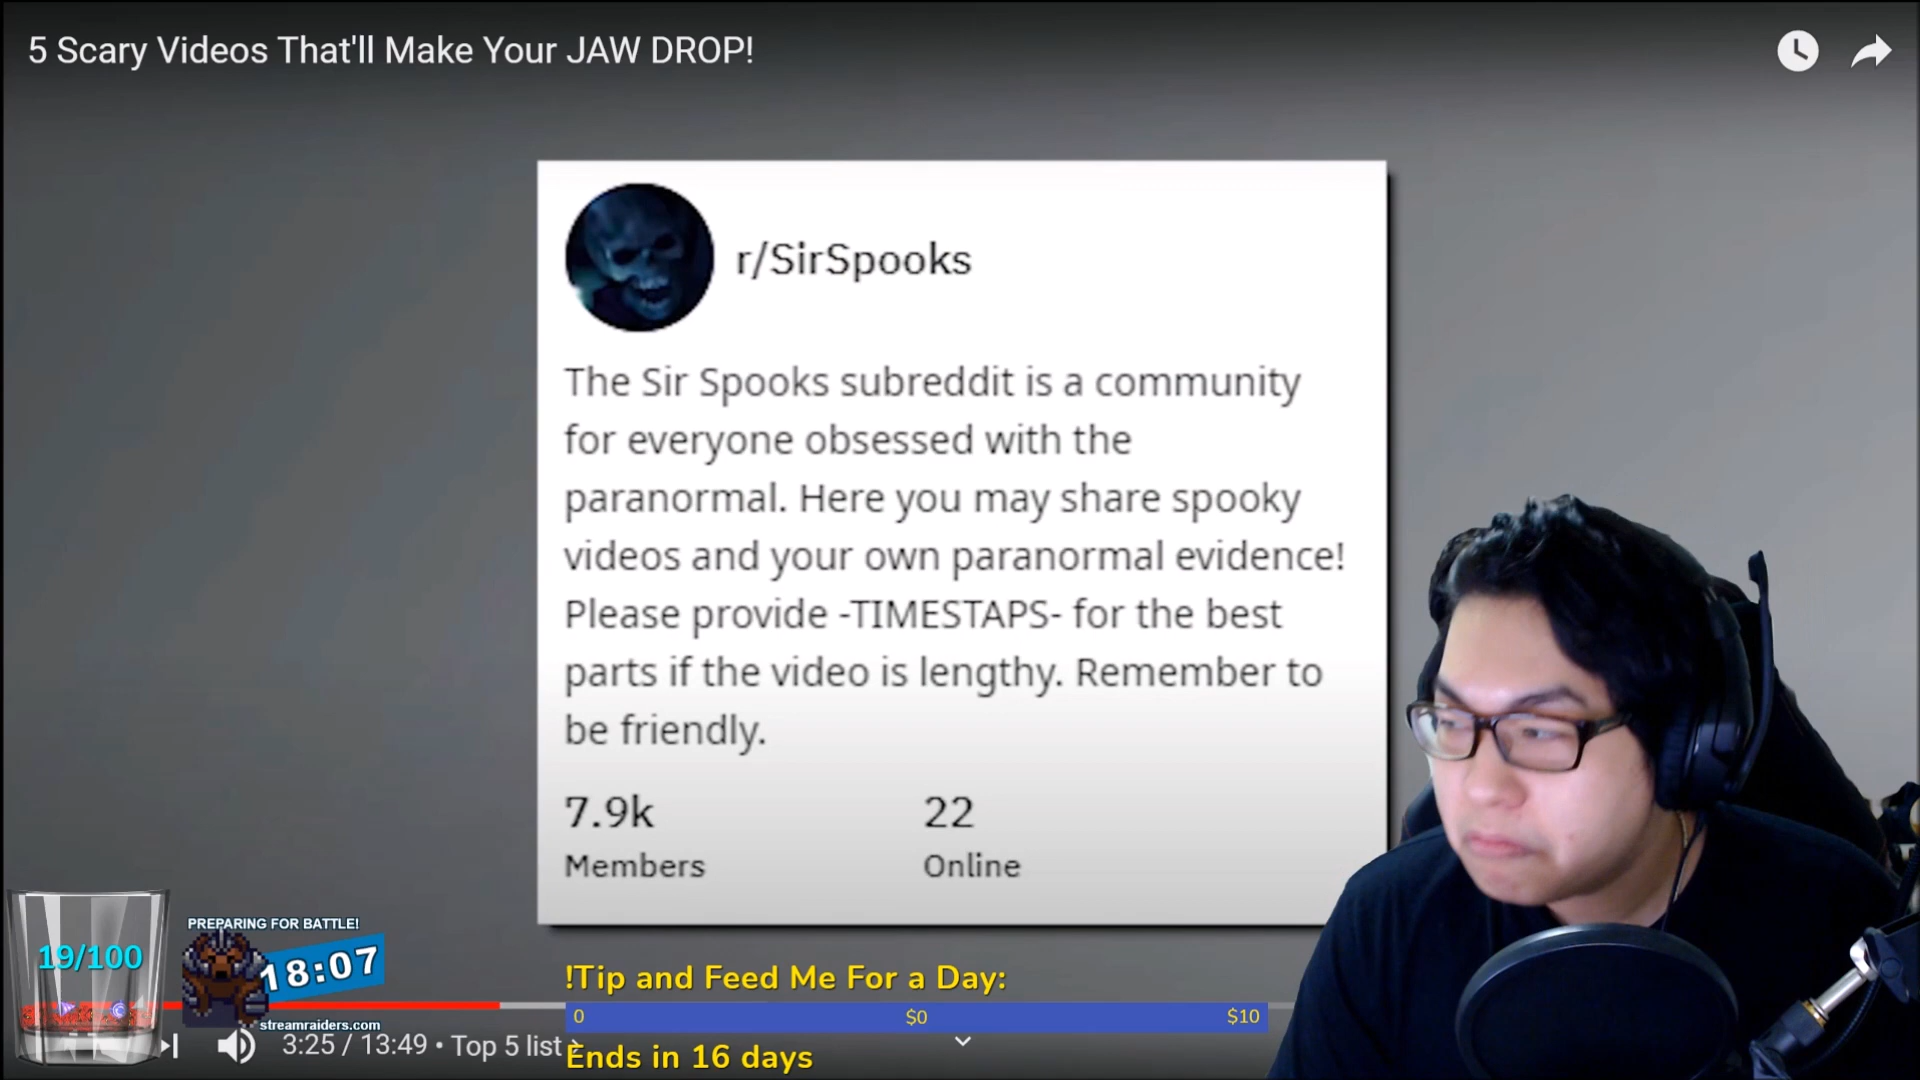 5 Scary Videos That'll Make Your JAW DROP!
r/SirSpooks
The Sir Spooks subreddit is a community
for everyone obsessed with the
paranormal. Here you may share spooky
videos and your own paranormal evidence!
Please provide -TIMESTAPS- for the best
parts if the video is lengthy. Remember to
be friendly.
7.9k 22
Members Online
PREPARING FOR BATTLE!
19/100
18:07
!Tip and Feed Me For a Day:
0 $0 $10
streamraiders.com
3:25 / 13:49 • Top 5 list
Ends in 16 days